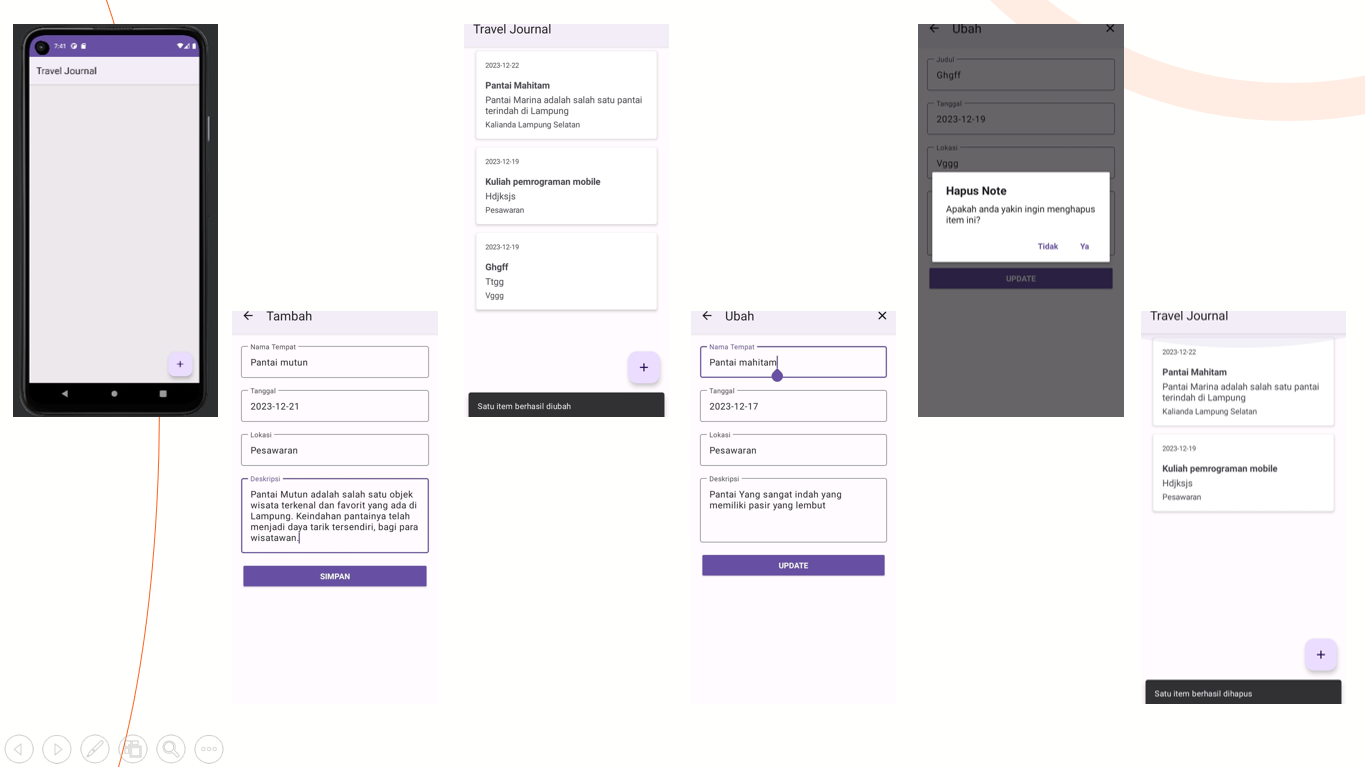 7:41
Travel Journal
+
Tambah
Nama Tempat
Pantai mutun
Tanggal
2023-12-21
Lokasi
Pesawaran
Deskripsi
Pantai Mutun adalah salah satu objek
wisata terkenal dan favorit yang ada di
Lampung. Keindahan pantainya telah
menjadi daya tarik tersendiri, bagi para
wisatawan.
SIMPAN
Travel Journal
2023-12-22
Pantai Mahitam
Pantai Marina adalah salah satu pantai
terindah di Lampung
Kalianda Lampung Selatan
2023-12-19
Kuliah pemrograman mobile
Hdjksjs
Pesawaran
2023-12-19
Ghgff
Ttgg
Vggg
+
Satu item berhasil diubah
Ubah
Nama Tempat
Pantai mahitam
Tanggal
2023-12-17
Lokasi
Pesawaran
Deskripsi
Pantai Yang sangat indah yang
memiliki pasir yang lembut
UPDATE
Ubah
Judul
Ghgff
Tanggal
2023-12-19
Lokasi
Vggg
Hapus Note
Apakah anda yakin ingin menghapus
item ini?
Tidak Ya
UPDATE
Travel Journal
2023-12-22
Pantai Mahitam
Pantai Marina adalah salah satu pantai
terindah di Lampung
Kalianda Lampung Selatan
2023-12-19
Kuliah pemrograman mobile
Hdjksjs
Pesawaran
+
Satu item berhasil dihapus